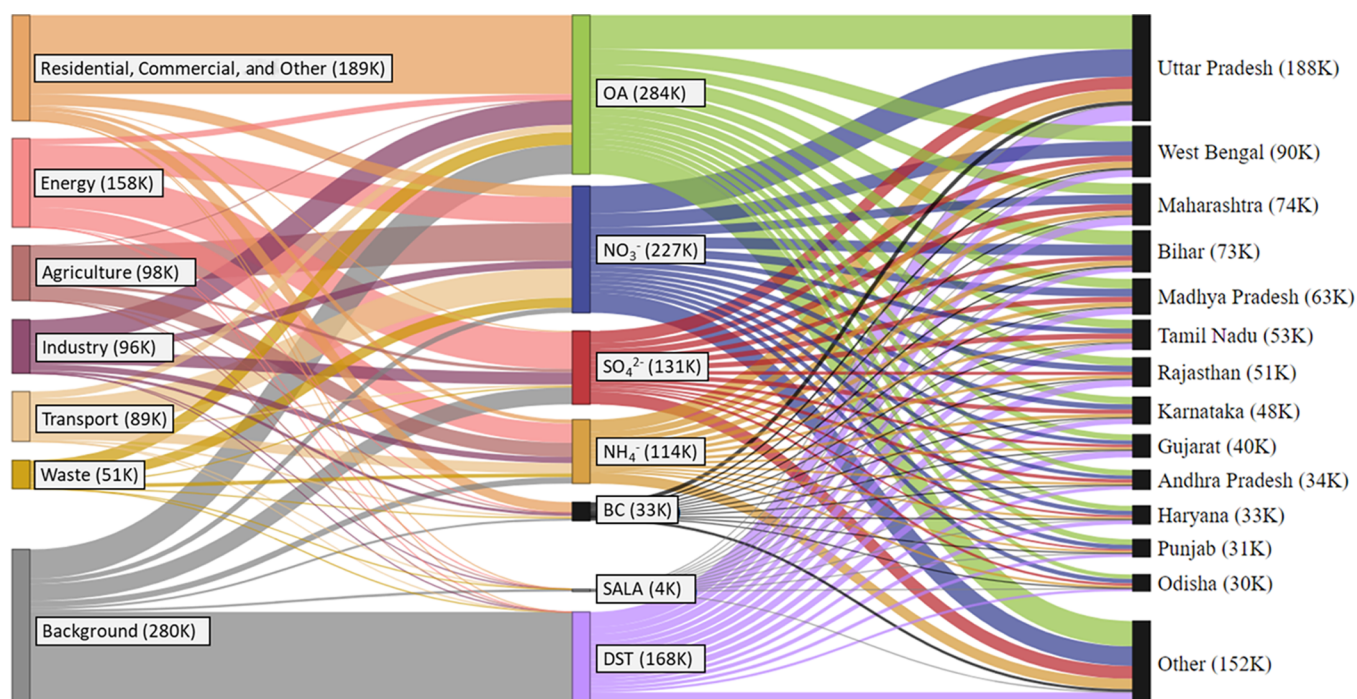 Residential, Commercial, and Other (189K)
Energy (158K)
Agriculture (98K)
Industry (96K)
Transport (89K)
Waste (51K)
Background (280K)
OA (284K)
NO₃⁻ (227K)
SO₄²⁻ (131K)
NH₄⁻ (114K)
BC (33K)
SALA (4K)
DST (168K)
Uttar Pradesh (188K)
West Bengal (90K)
Maharashtra (74K)
Bihar (73K)
Madhya Pradesh (63K)
Tamil Nadu (53K)
Rajasthan (51K)
Karnataka (48K)
Gujarat (40K)
Andhra Pradesh (34K)
Haryana (33K)
Punjab (31K)
Odisha (30K)
Other (152K)